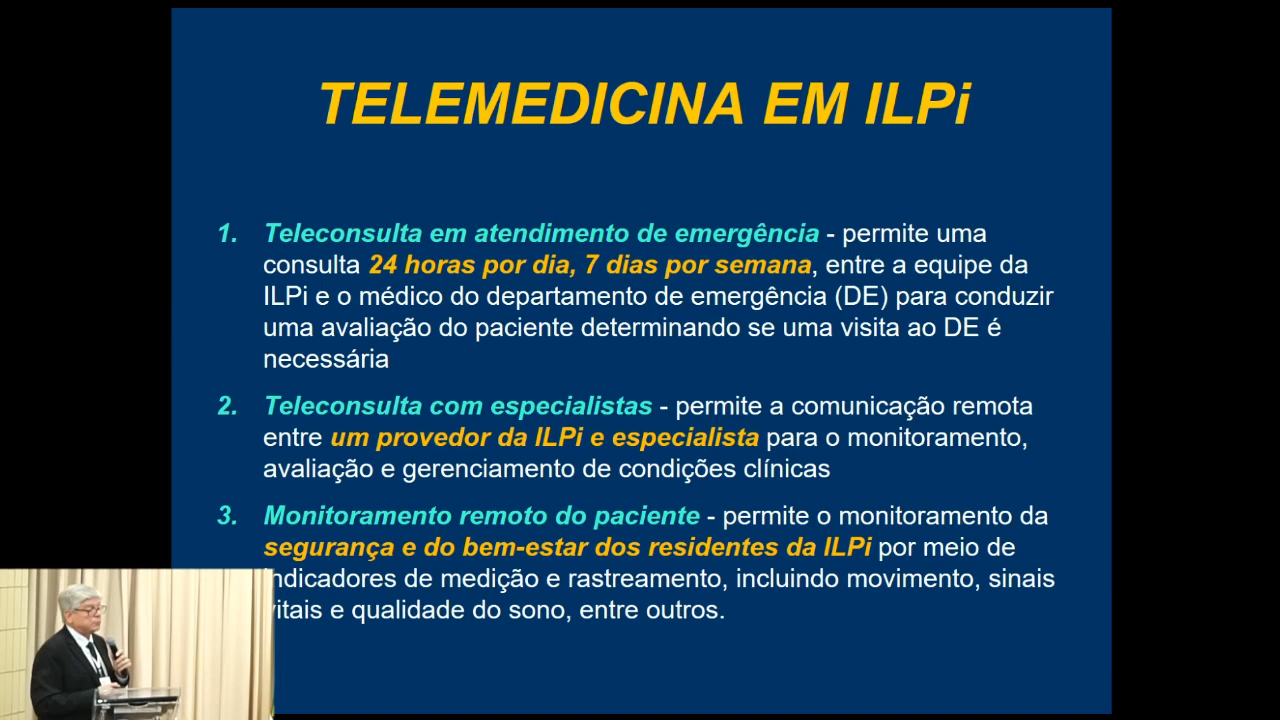 TELEMEDICINA EM ILPi
1. Teleconsulta em atendimento de emergência - permite uma
consulta 24 horas por dia, 7 dias por semana, entre a equipe da
ILPi e o médico do departamento de emergência (DE) para conduzir
uma avaliação do paciente determinando se uma visita ao DE é
necessária
2. Teleconsulta com especialistas - permite a comunicação remota
entre um provedor da ILPi e especialista para o monitoramento,
avaliação e gerenciamento de condições clínicas
3. Monitoramento remoto do paciente - permite o monitoramento da
segurança e do bem-estar dos residentes da ILPi por meio de
indicadores de medição e rastreamento, incluindo movimento, sinais
vitais e qualidade do sono, entre outros.